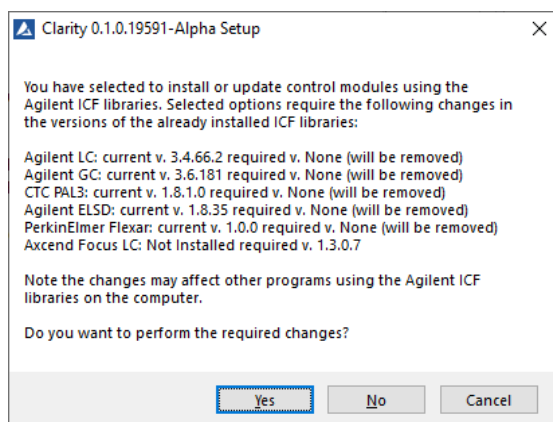 Clarity 0.1.0.19591-Alpha Setup
You have selected to install or update control modules using the
Agilent ICF libraries. Selected options require the following changes in
the versions of the already installed ICF libraries:
Agilent LC: current v. 3.4.66.2 required v. None (will be removed)
Agilent GC: current v. 3.6.181 required v. None (will be removed)
CTC PAL3: current v. 1.8.1.0 required v. None (will be removed)
Agilent ELSD: current v. 1.8.35 required v. None (will be removed)
PerkinElmer Flexar: current v. 1.0.0 required v. None (will be removed)
Axcend Focus LC: Not Installed required v. 1.3.0.7
Note the changes may affect other programs using the Agilent ICF
libraries on the computer.
Do you want to perform the required changes?
Yes No Cancel